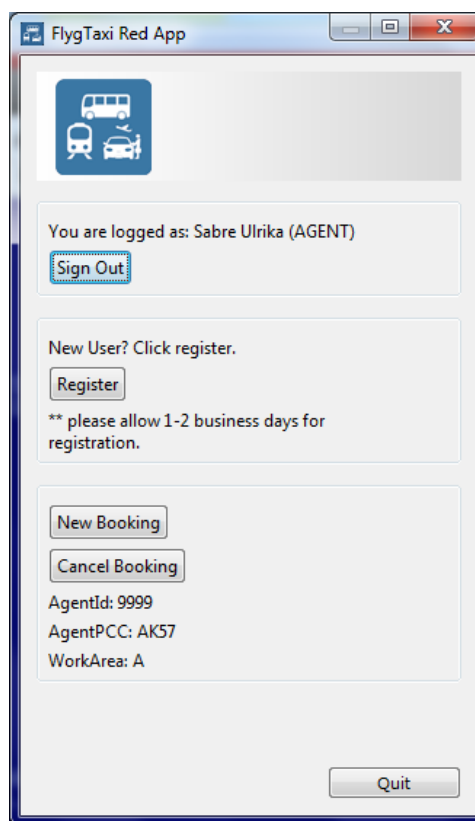 FlygTaxi Red App
You are logged as: Sabre Ulrika (AGENT)
Sign Out
New User? Click register.
Register
** please allow 1-2 business days for
registration.
New Booking
Cancel Booking
AgentId: 9999
AgentPCC: AK57
WorkArea: A
Quit